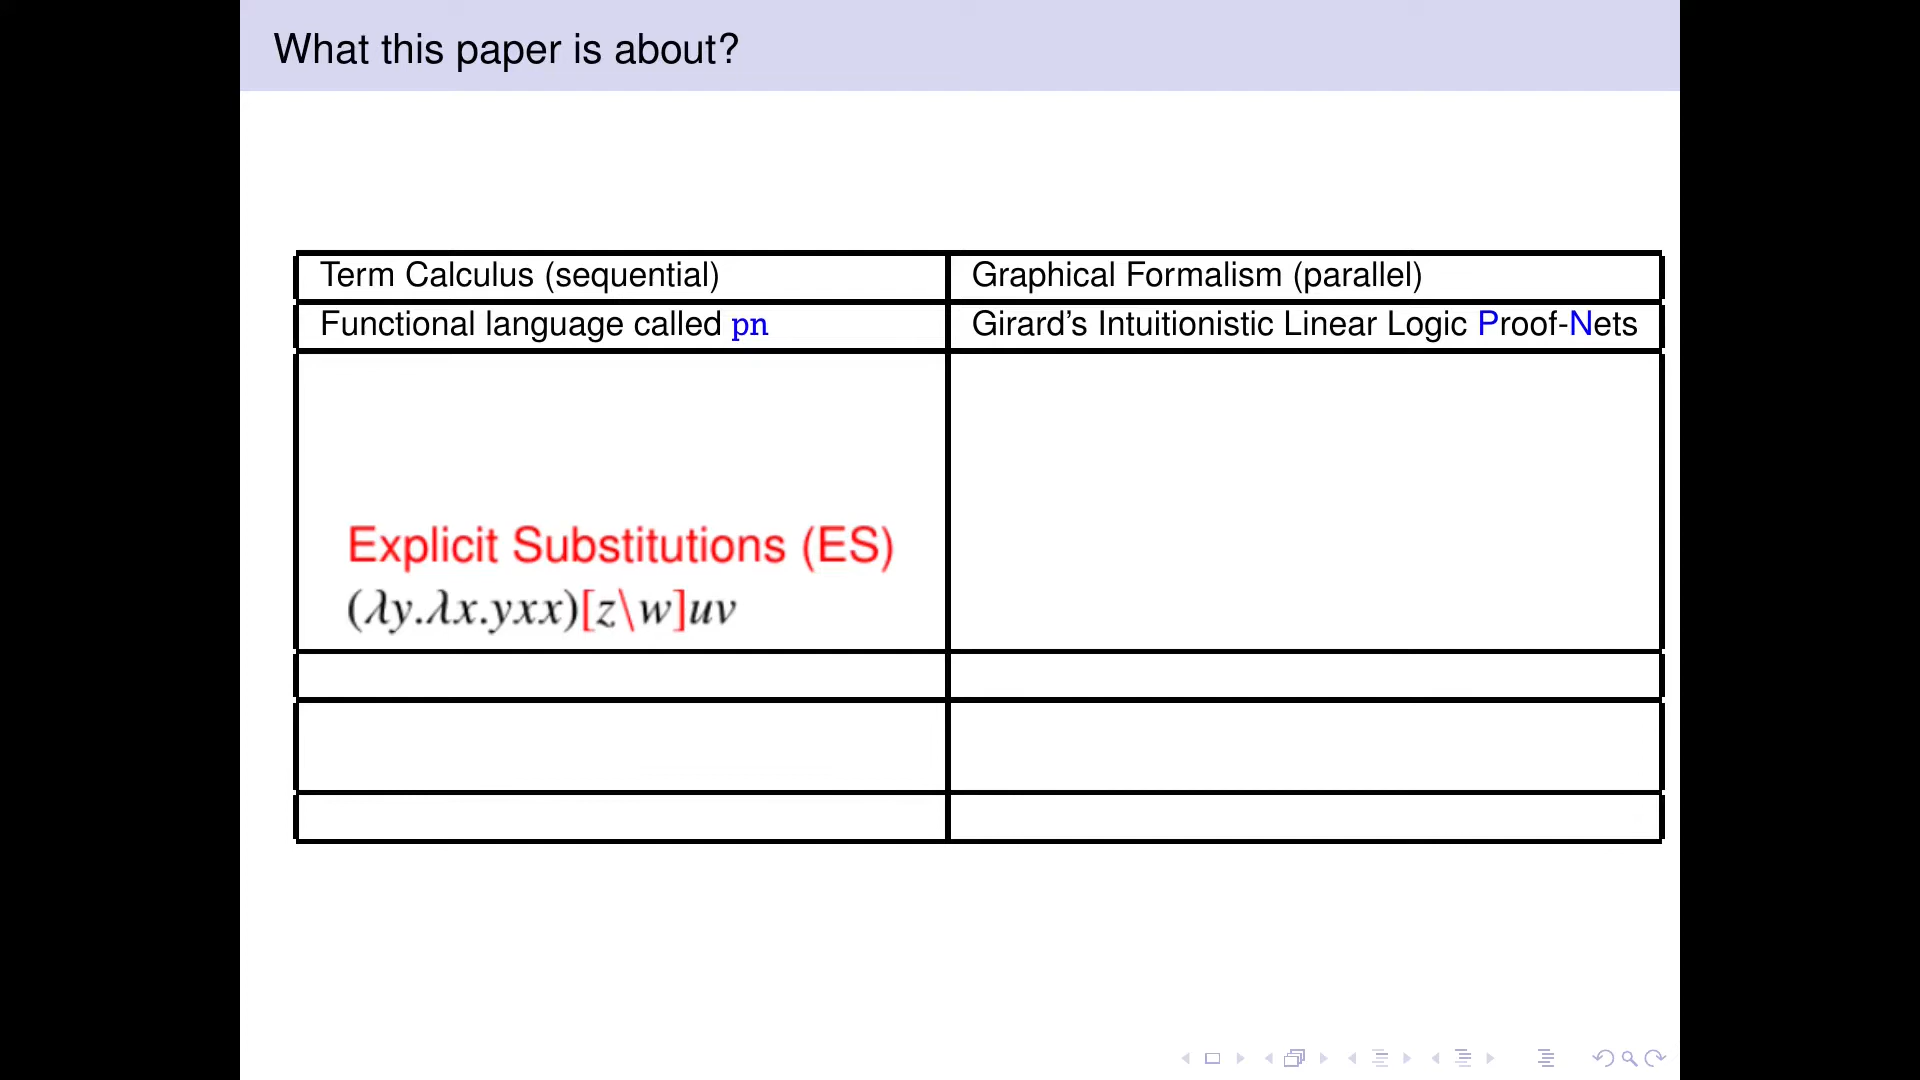 What this paper is about?
Term Calculus (sequential)
Graphical Formalism (parallel)
Functional language called pn
Girard's Intuitionistic Linear Logic Proof-Nets
Explicit Substitutions (ES)
(λy.λx.yxx)[z\w]uv